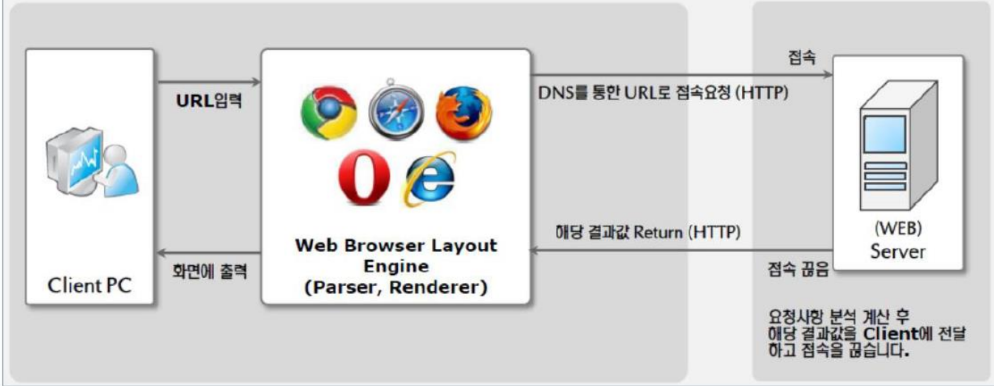 URL입력
접속
DNS를 통한 URL로 접속요청 (HTTP)
Web Browser Layout
Engine
(Parser, Renderer)
해당 결과값 Return (HTTP)
(WEB)
Server
화면에 출력
Client PC
접속 끊음
요청사항 분석 계산 후
해당 결과값을 Client에 전달
하고 접속을 끊습니다.